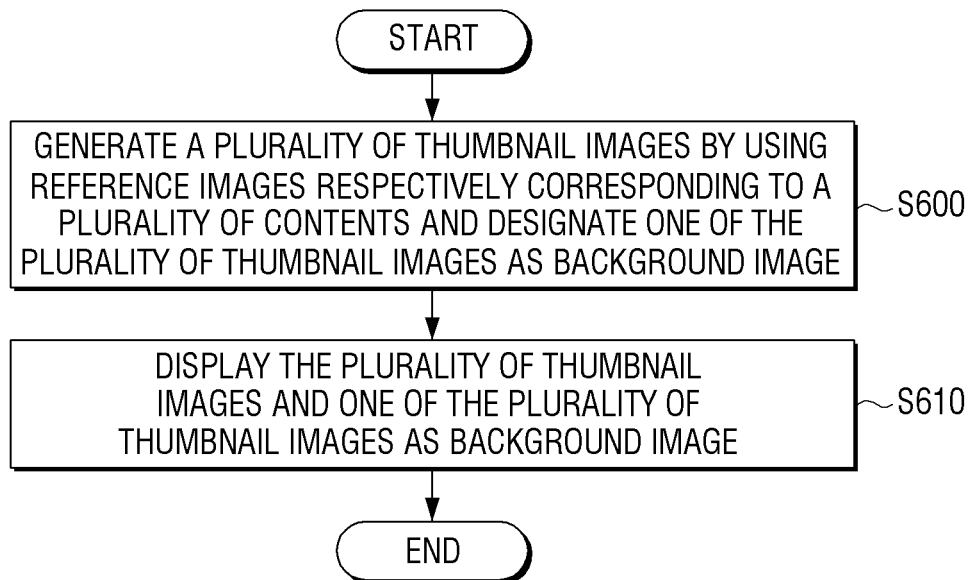 START
GENERATE A PLURALITY OF THUMBNAIL IMAGES BY USING
REFERENCE IMAGES RESPECTIVELY CORRESPONDING TO A
PLURALITY OF CONTENTS AND DESIGNATE ONE OF THE
PLURALITY OF THUMBNAIL IMAGES AS BACKGROUND IMAGE
S600
DISPLAY THE PLURALITY OF THUMBNAIL
IMAGES AND ONE OF THE PLURALITY OF
THUMBNAIL IMAGES AS BACKGROUND IMAGE
S610
END